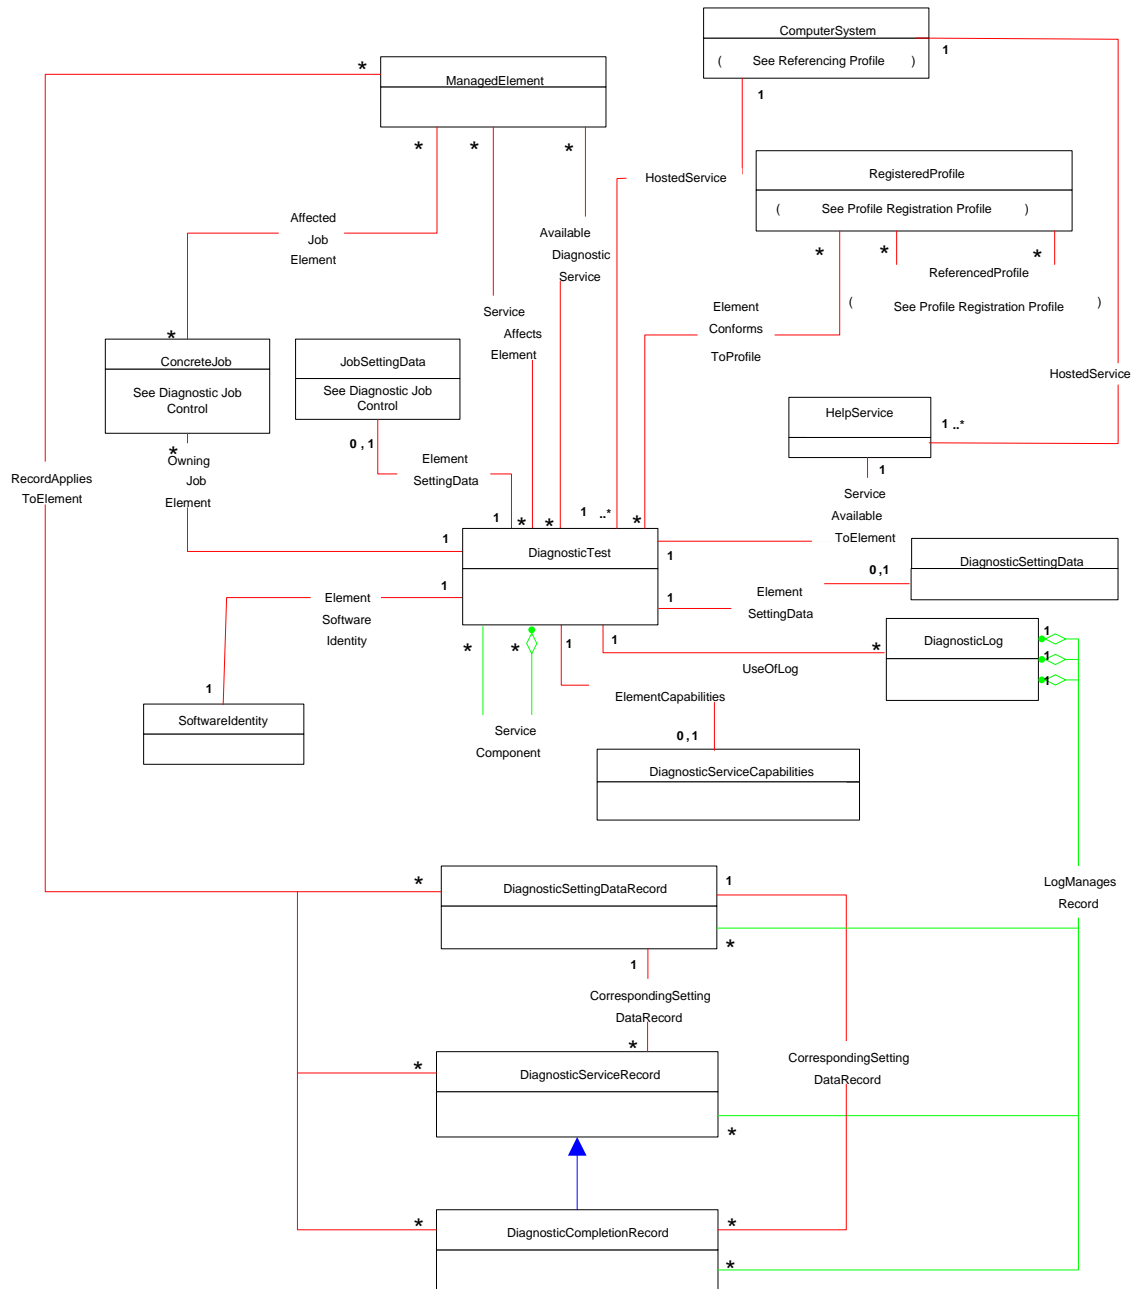 ComputerSystem
( See Referencing Profile )
1
1
*
ManagedElement
*
*
*
HostedService
RegisteredProfile
( See Profile Registration Profile )
*
*
*
ReferencedProfile
( See Profile Registration Profile )
Affected
Job
Element
Available
Diagnostic
Service
Service
Affects
Element
Element
Conforms
ToProfile
*
ConcreteJob
See Diagnostic Job
Control
*
JobSettingData
See Diagnostic Job
Control
0 , 1
HostedService
HelpService
1 ..*
1
Owning
Job
Element
Element
SettingData
RecordApplies
ToElement
Service
Available
ToElement
1
*
*
1 ..*
*
1
DiagnosticTest
1
1
1
Element
Software
Identity
1
SoftwareIdentity
Element
SettingData
0 , 1
DiagnosticSettingData
*
*
1
1
UseOfLog
*
DiagnosticLog
1
1
1
Service
Component
ElementCapabilities
0 , 1
DiagnosticServiceCapabilities
*
DiagnosticSettingDataRecord
1
*
LogManages
Record
1
CorrespondingSetting
DataRecord
*
CorrespondingSetting
DataRecord
*
DiagnosticServiceRecord
*
*
DiagnosticCompletionRecord
*
*